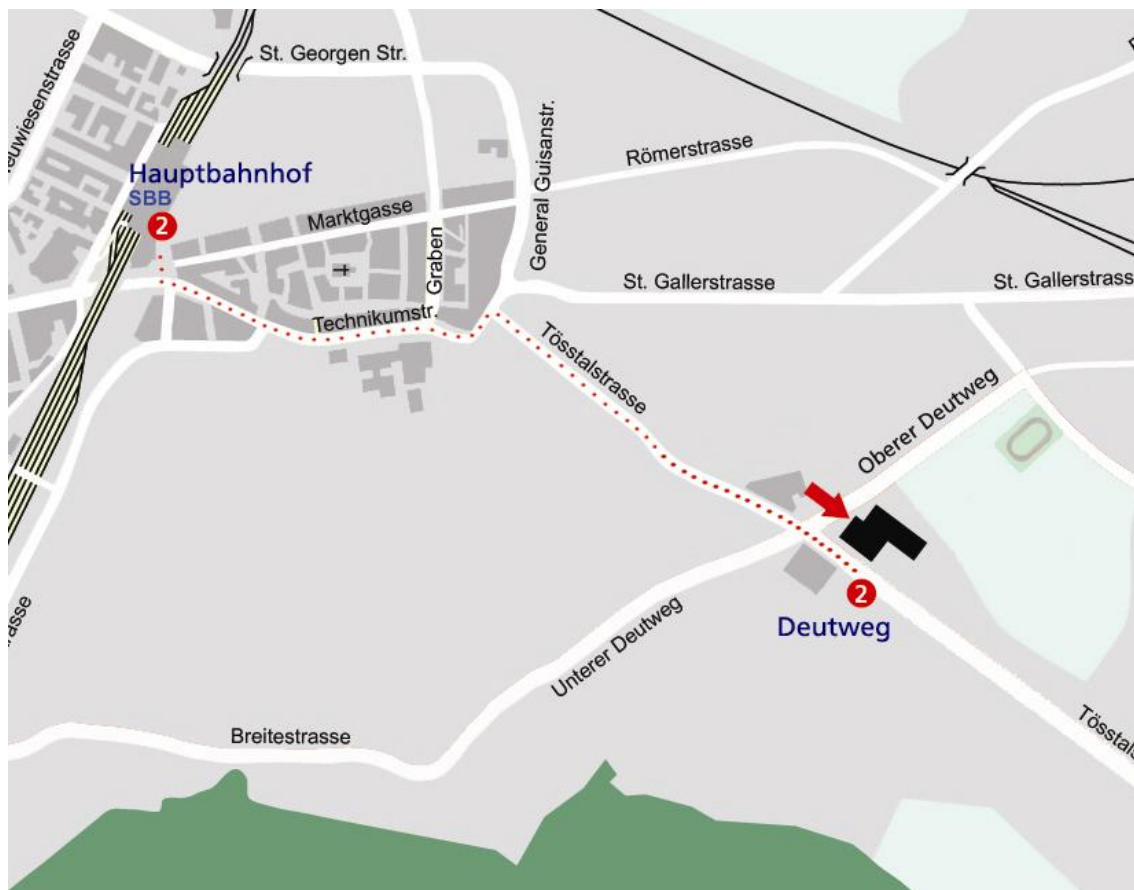 St. Georgen Str.
General Guisanstr.
Römerstrasse
Hauptbahnhof
SBB
2
Marktgasse
Graben
St. Gallerstrasse
St. Gallerstrass
Technikumstr.
Tösstalstrasse
Oberer Deutweg
2
Deutweg
Unterer Deutweg
Breitestrasse